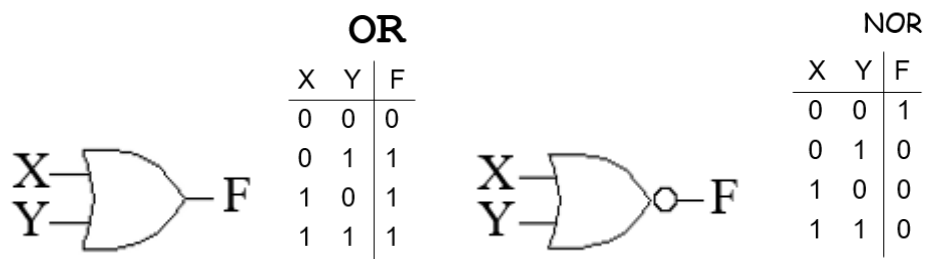 OR
X Y F
0 0 0
0 1 1
1 0 1
1 1 1
X
Y
F
NOR
X Y F
0 0 1
0 1 0
1 0 0
1 1 0
X
Y
F